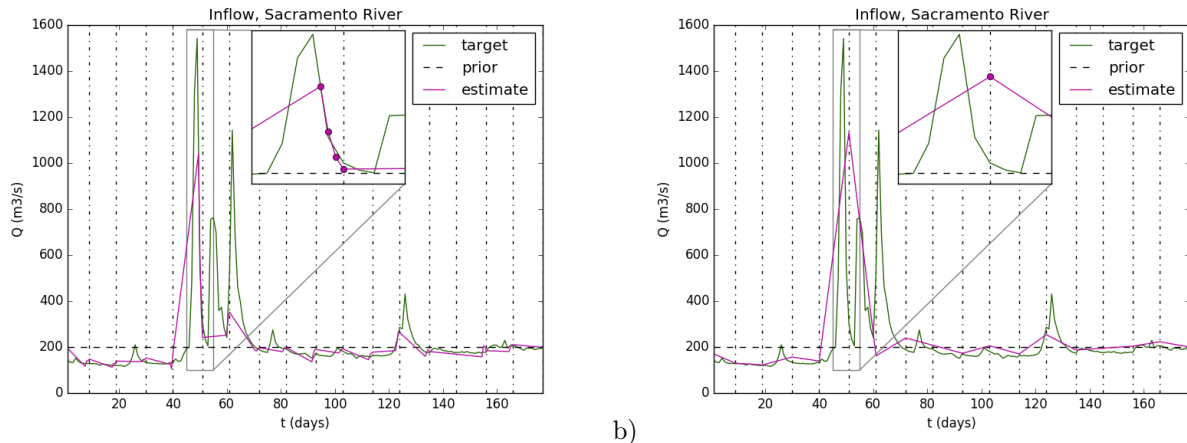 Inflow, Sacramento River
1600
1400
1200
1000
800
600
400
200
0
Q (m3/s)
target
prior
estimate
20
40
60
80
100
120
140
160
t (days)
b)
Inflow, Sacramento River
1600
1400
1200
1000
800
600
400
200
0
Q (m3/s)
target
prior
estimate
20
40
60
80
100
120
140
160
t (days)